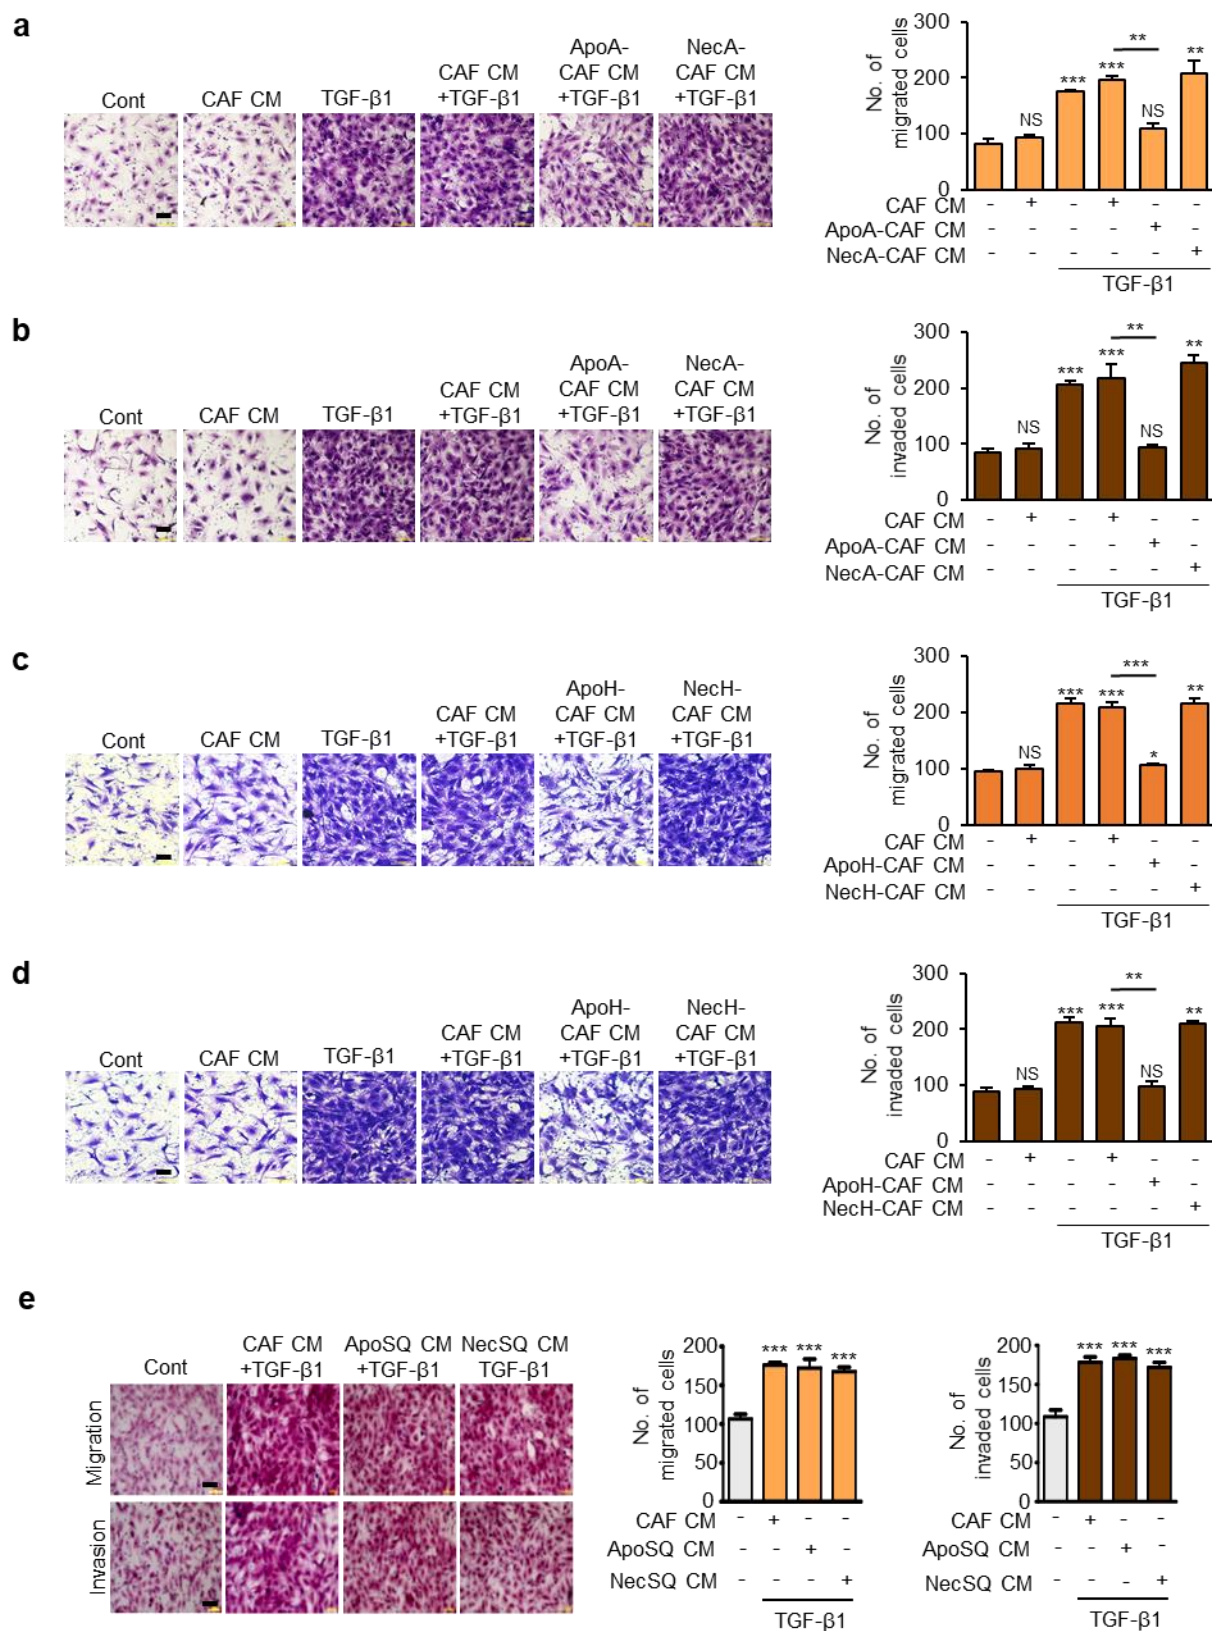 a
Cont
CAF CM
TGF-β1
CAF CM
+TGF-β1
ApoA-
CAF CM
+TGF-β1
NecA-
CAF CM
+TGF-β1
No. of
migrated cells
300
200
100
0
NS
***
***
**
NS
**
CAF CM - + - + - -
ApoA-CAF CM - - - - + -
NecA-CAF CM - - - - - +
TGF-β1
b
Cont
CAF CM
TGF-β1
CAF CM
+TGF-β1
ApoA-
CAF CM
+TGF-β1
NecA-
CAF CM
+TGF-β1
No. of
invaded cells
300
200
100
0
NS
***
***
**
NS
**
CAF CM - + - + - -
ApoA-CAF CM - - - - + -
NecA-CAF CM - - - - - +
TGF-β1
c
Cont
CAF CM
TGF-β1
CAF CM
+TGF-β1
ApoH-
CAF CM
+TGF-β1
NecH-
CAF CM
+TGF-β1
No. of
migrated cells
300
200
100
0
NS
***
***
***
*
**
CAF CM - + - + - -
ApoH-CAF CM - - - - + -
NecH-CAF CM - - - - - +
TGF-β1
d
Cont
CAF CM
TGF-β1
CAF CM
+TGF-β1
ApoH-
CAF CM
+TGF-β1
NecH-
CAF CM
+TGF-β1
No. of
invaded cells
300
200
100
0
NS
***
***
**
NS
**
CAF CM - + - + - -
ApoH-CAF CM - - - - + -
NecH-CAF CM - - - - - +
TGF-β1
e
Cont
CAF CM
+TGF-β1
ApoSQ CM
+TGF-β1
NecSQ CM
TGF-β1
Migration
Invasion
No. of
migrated cells
200
150
100
50
0
*** *** ***
CAF CM - + - -
ApoSQ CM - - + -
NecSQ CM - - - +
TGF-β1
No. of
invaded cells
200
150
100
50
0
*** *** ***
CAF CM - + - -
ApoSQ CM - - + -
NecSQ CM - - - +
TGF-β1